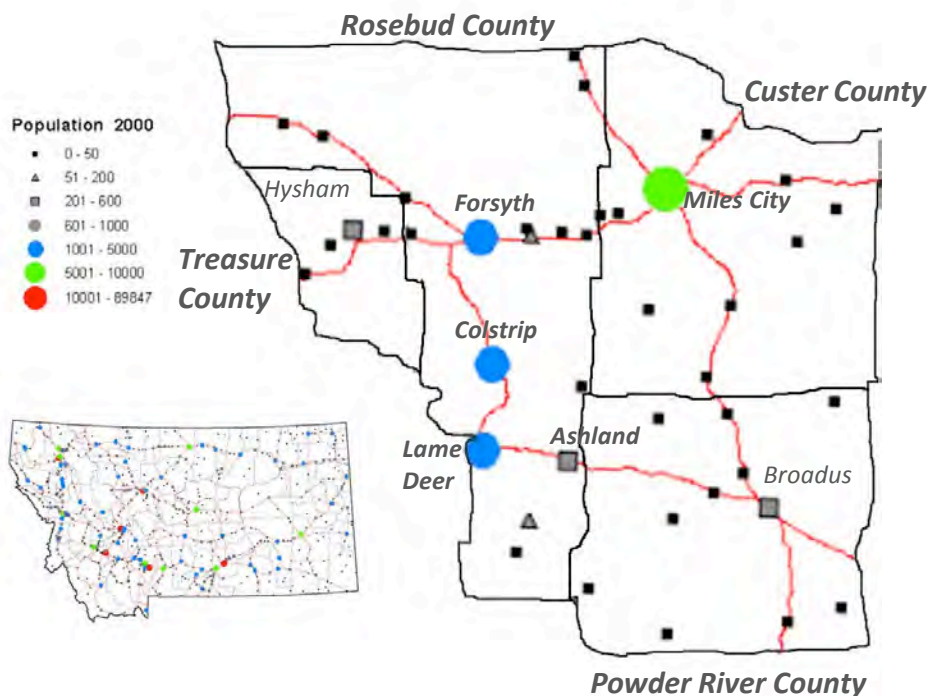 Rosebud County
Custer County
Population 2000
0 - 50
51 - 200
201 - 600
601 - 1000
1001 - 5000
5001 - 10000
10001 - 89847
Hysham
Forsyth
Miles City
Treasure
County
Colstrip
Lame
Deer
Ashland
Broadus
Powder River County